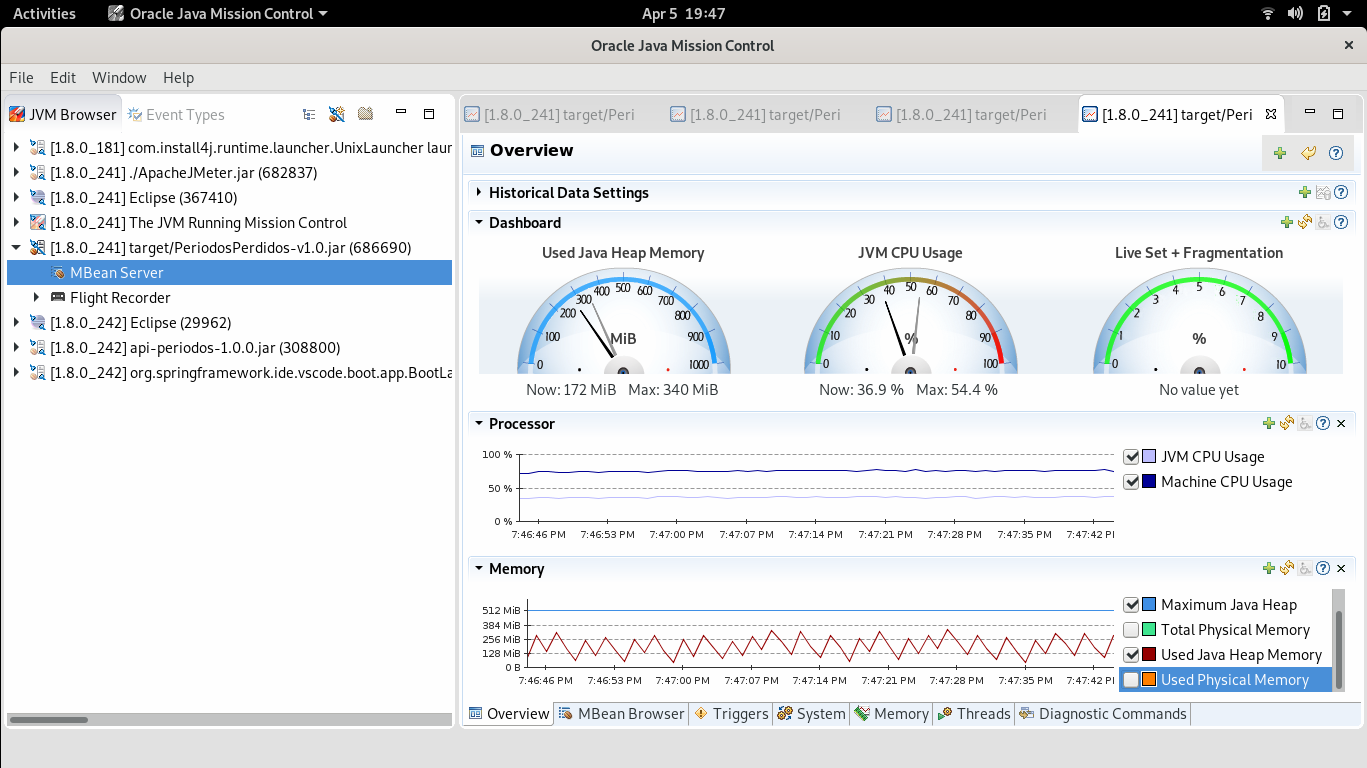 Activities Oracle Java Mission Control Apr 5 19:47
Oracle Java Mission Control
File Edit Window Help
JVM Browser Event Types
[1.8.0_181] com.install4j.runtime.launcher.UnixLauncher laur
[1.8.0_241] ./ApacheJMeter.jar (682837)
[1.8.0_241] Eclipse (367410)
[1.8.0_241] The JVM Running Mission Control
[1.8.0_241] target/PeriodosPerdidos-v1.0.jar (686690)
MBean Server
Flight Recorder
[1.8.0_242] Eclipse (29962)
[1.8.0_242] api-periodos-1.0.0.jar (308800)
[1.8.0_242] org.springframework.ide.vscode.boot.app.BootLa
[1.8.0_241] target/Peri [1.8.0_241] target/Peri [1.8.0_241] target/Peri [1.8.0_241] target/Peri
Overview
Historical Data Settings
Dashboard
Used Java Heap Memory
0 100 200 300 400 500 600 700 800 900 1000
MiB
Now: 172 MiB Max: 340 MiB
JVM CPU Usage
0 10 20 30 40 50 60 70 80 90 100
%
Now: 36.9 % Max: 54.4 %
Live Set + Fragmentation
0 1 2 3 4 5 6 7 8 9 10
%
No value yet
Processor
100 %
50 %
0 %
7:46:46 PM 7:46:53 PM 7:47:00 PM 7:47:07 PM 7:47:14 PM 7:47:21 PM 7:47:28 PM 7:47:35 PM 7:47:42 PM
JVM CPU Usage
Machine CPU Usage
Memory
512 MiB
384 MiB
256 MiB
128 MiB
0 B
7:46:46 PM 7:46:53 PM 7:47:00 PM 7:47:07 PM 7:47:14 PM 7:47:21 PM 7:47:28 PM 7:47:35 PM 7:47:42 PM
Maximum Java Heap
Total Physical Memory
Used Java Heap Memory
Used Physical Memory
Overview MBean Browser Triggers System Memory Threads Diagnostic Commands